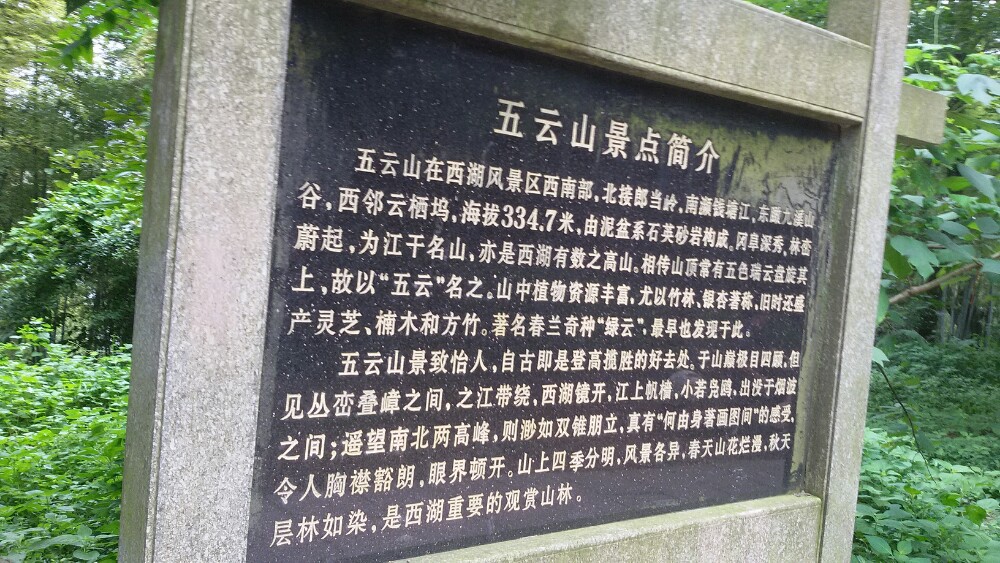 五云山景点简介
五云山在西湖风景区西南部，北接郎当岭，南濒钱塘江，东瞰九溪山
谷，西邻云栖坞，海拔334.7米，由泥盆系石英砂岩构成。冈阜深秀，林峦
蔚起，为江干名山，亦是西湖有数之高山。相传山顶常有五色瑞云盘旋其
上，故以“五云”名之。山中植物资源丰富，尤以竹林、银杏著称，旧时还盛
产灵芝、楠木和方竹。著名春兰奇种“绿云”，最早也发现于此。
五云山景致怡人，自古即是登高揽胜的好去处。于山巅极目四顾，但
见丛峦叠嶂之间，之江带绕，西湖镜开，江上帆樯，小若凫鸥，出没于烟波
之间；遥望南北两高峰，则渺如双锥朋立，真有“何由身著画图间”的感受，
令人胸襟豁朗，眼界顿开。山上四季分明，风景各异，春天山花烂漫，秋天
层林如染，是西湖重要的观赏山林。